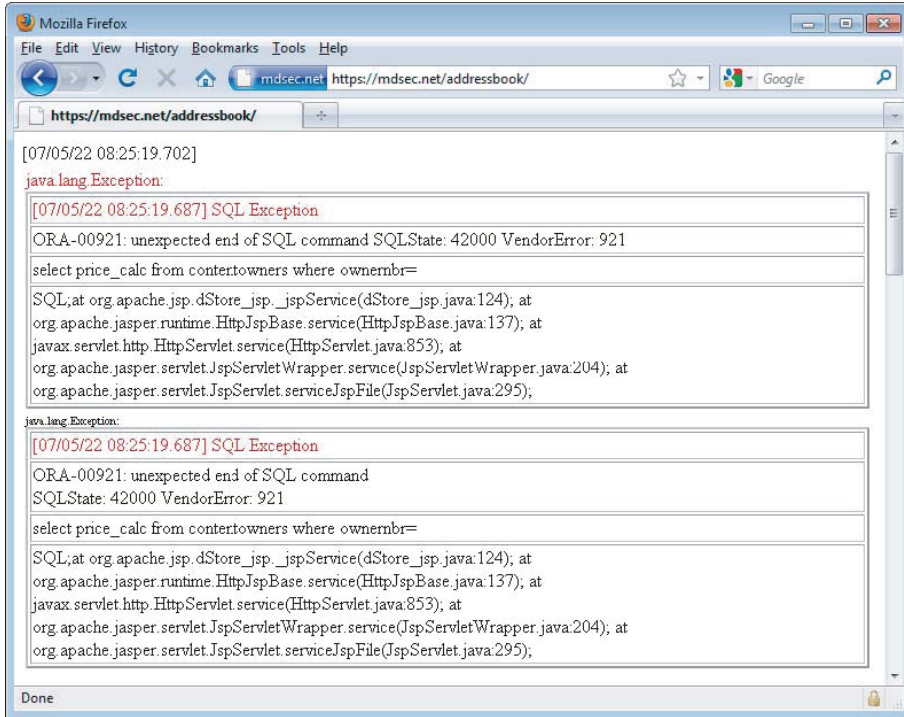 Mozilla Firefox
File Edit View History Bookmarks Tools Help
mdsec.net https://mdsec.net/addressbook/ Google
https://mdsec.net/addressbook/
[07/05/22 08:25:19.702]
java.lang.Exception:
[07/05/22 08:25:19.687] SQL Exception
ORA-00921: unexpected end of SQL command SQLState: 42000 VendorError: 921
select price_calc from contertowners where ownernbr=
SQL;at org.apache.jsp.dStore_jsp._jspService(dStore_jsp.java:124); at
org.apache.jasper.runtime.HttpJspBase.service(HttpJspBase.java:137); at
javax.servlet.http.HttpServlet.service(HttpServlet.java:853); at
org.apache.jasper.servlet.JspServletWrapper.service(JspServletWrapper.java:204); at
org.apache.jasper.servlet.JspServlet.serviceJspFile(JspServlet.java:295);
java.lang.Exception:
[07/05/22 08:25:19.687] SQL Exception
ORA-00921: unexpected end of SQL command
SQLState: 42000 VendorError: 921
select price_calc from contertowners where ownernbr=
SQL;at org.apache.jsp.dStore_jsp._jspService(dStore_jsp.java:124); at
org.apache.jasper.runtime.HttpJspBase.service(HttpJspBase.java:137); at
javax.servlet.http.HttpServlet.service(HttpServlet.java:853); at
org.apache.jasper.servlet.JspServletWrapper.service(JspServletWrapper.java:204); at
org.apache.jasper.servlet.JspServlet.serviceJspFile(JspServlet.java:295);
Done